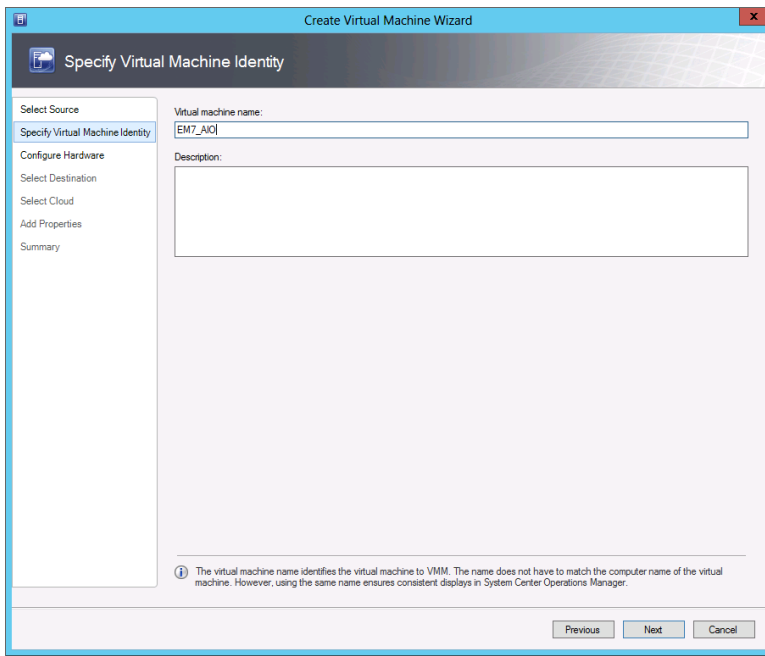 Create Virtual Machine Wizard
x
Specify Virtual Machine Identity
Select Source
Specify Virtual Machine Identity
Configure Hardware
Select Destination
Select Cloud
Add Properties
Summary
Virtual machine name:
EM7_AIO
Description:
The virtual machine name identifies the virtual machine to VMM. The name does not have to match the computer name of the virtual
machine. However, using the same name ensures consistent displays in System Center Operations Manager.
Previous
Next
Cancel